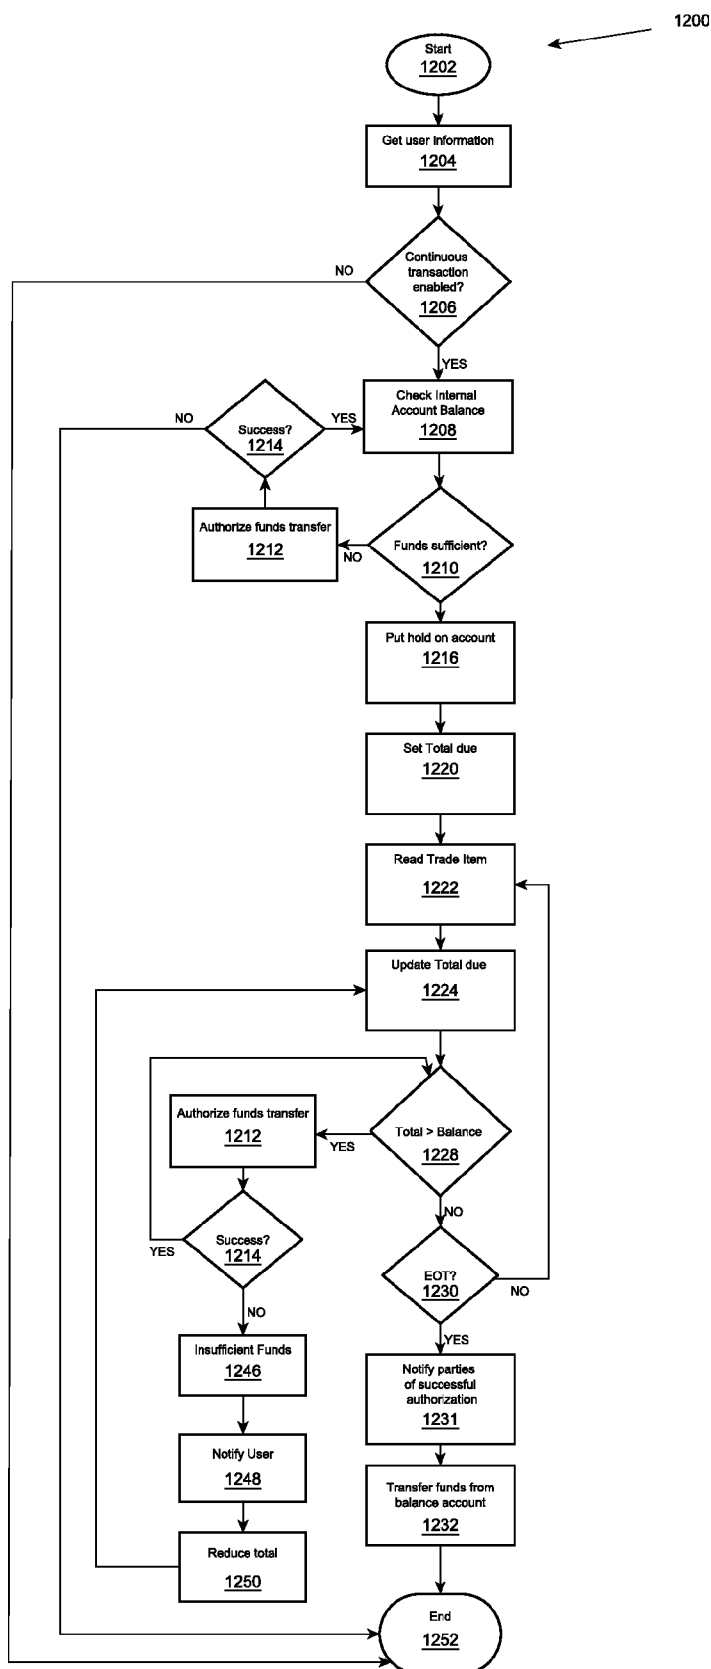 1200
Start
1202
Get user information
1204
Continuous
transaction
enabled?
1206
NO
YES
Check Internal
Account Balance
1208
NO
Success?
1214
YES
Authorize funds transfer
1212
NO
Funds sufficient?
1210
Put hold on account
1216
Set Total due
1220
Read Trade Item
1222
Update Total due
1224
Authorize funds transfer
1212
YES
Total > Balance
1228
NO
Success?
1214
YES
NO
EOT?
1230
NO
YES
Insufficient Funds
1246
Notify parties
of successful
authorization
1231
Notify User
1248
Transfer funds from
balance account
1232
Reduce total
1250
End
1252